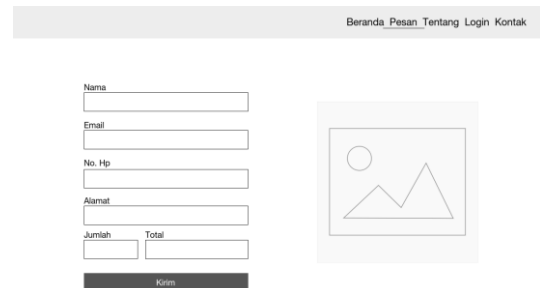 Beranda Pesan Tentang Login Kontak
Nama
Email
No. Hp
Alamat
Jumlah Total
Kirim